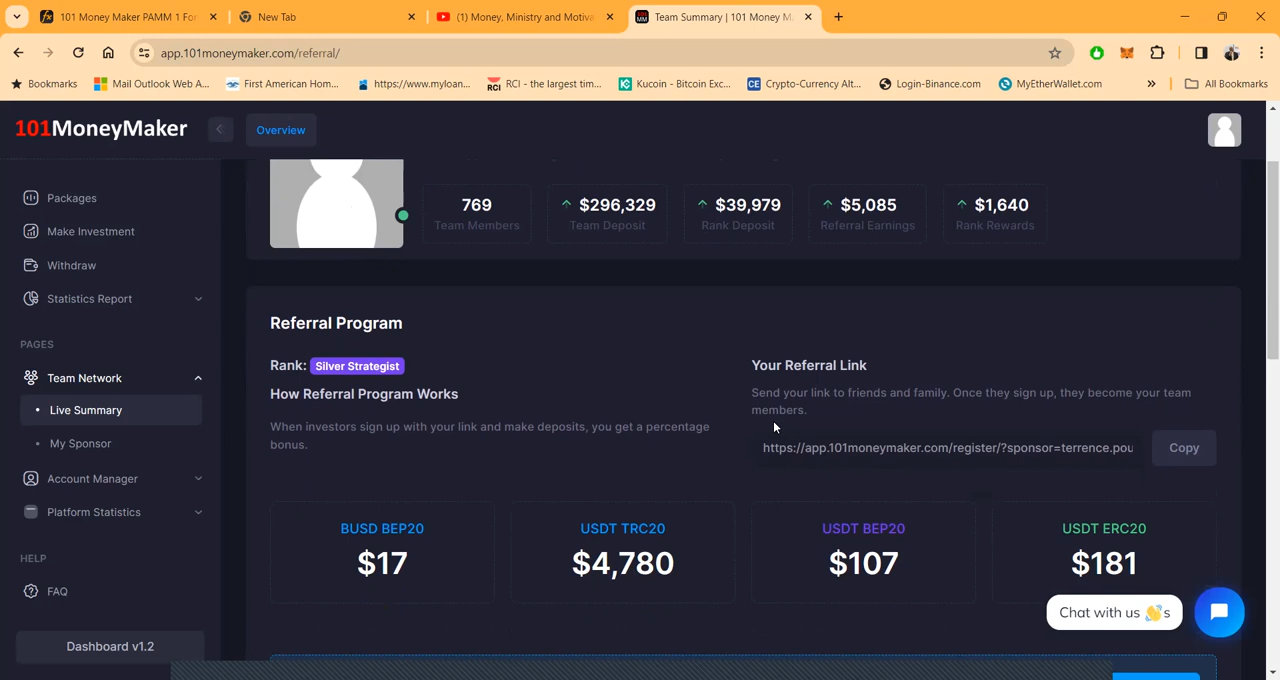 101 Money Maker PAMM 1 For
New Tab
(1) Money, Ministry and Motiva
Team Summary | 101 Money M
app.101moneymaker.com/referral/
Bookmarks
Mail Outlook Web A...
First American Hom...
https://www.myloan...
RCI
RCI - the largest tim...
Kucoin - Bitcoin Exc...
CE
Crypto-Currency Alt...
Login-Binance.com
MyEtherWallet.com
All Bookmarks
101MoneyMaker
Overview
Packages
Make Investment
Withdraw
Statistics Report
PAGES
Team Network
Live Summary
My Sponsor
Account Manager
Platform Statistics
HELP
FAQ
Dashboard v1.2
769
Team Members
$296,329
Team Deposit
$39,979
Rank Deposit
$5,085
Referral Earnings
$1,640
Rank Rewards
Referral Program
Rank: Silver Strategist
How Referral Program Works
When investors sign up with your link and make deposits, you get a percentage
bonus.
Your Referral Link
Send your link to friends and family. Once they sign up, they become your team
members.
https://app.101moneymaker.com/register/?sponsor=terrence.pou
Copy
BUSD BEP20
$17
USDT TRC20
$4,780
USDT BEP20
$107
USDT ERC20
$181
Chat with us 👋s